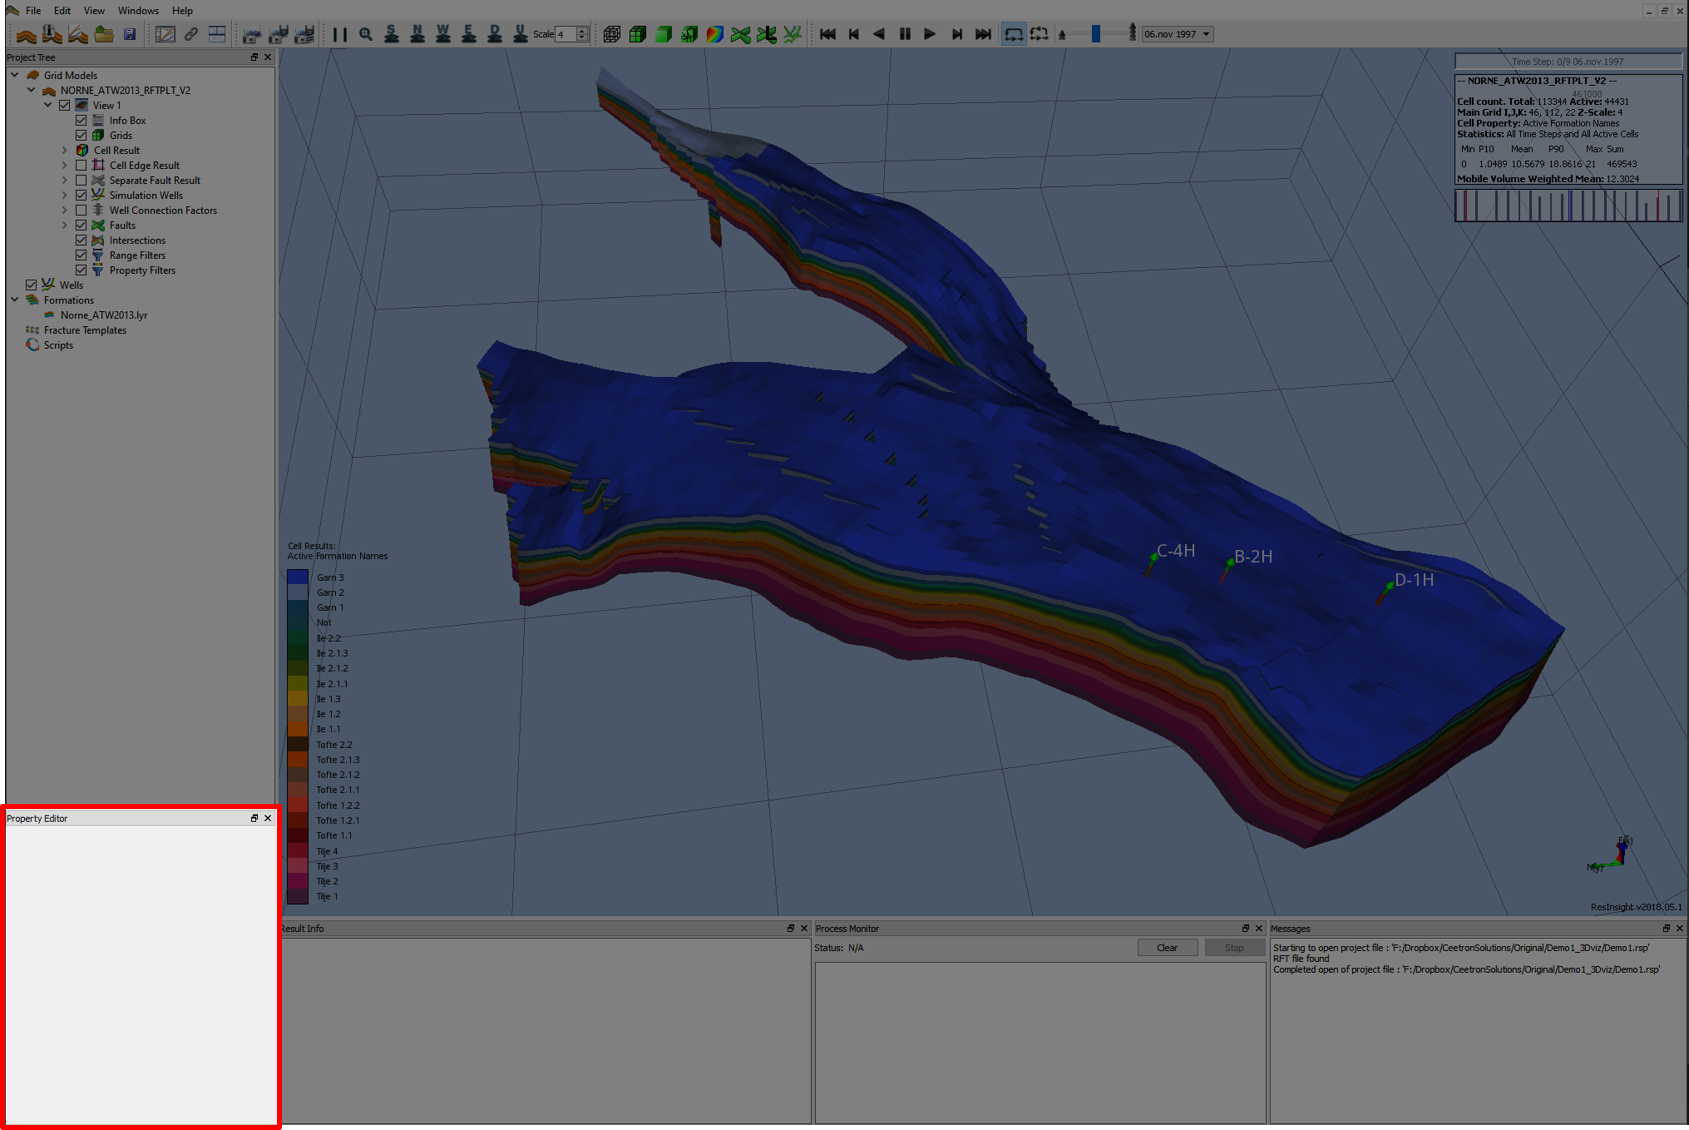 File Edit View Windows Help
S N W E D U Scale 4 06.nov 1997
Project Tree
Grid Models
NORNE_ATW2013_RFTPLT_V2
View 1
Info Box
Grids
Cell Result
Cell Edge Result
Separate Fault Result
Simulation Wells
Well Connection Factors
Faults
Intersections
Range Filters
Property Filters
Wells
Formations
Norne_ATW2013.lyr
Fracture Templates
Scripts
Time Step: 0/9 06.nov 1997
-- NORNE_ATW2013_RFTPLT_V2 --
461000
Cell count. Total: 113344 Active: 44431
Main Grid I,J,K: 46, 112, 22 Z-Scale: 4
Cell Property: Active Formation Names
Statistics: All Time Steps and All Active Cells
Min P10 Mean P90 Max Sum
0 1.0489 10.5679 18.8616 21 469543
Mobile Volume Weighted Mean: 12.3024
C-4H
B-2H
D-1H
Cell Results:
Active Formation Names
Garn 3
Garn 2
Garn 1
Not
Ile 2.2
Ile 2.1.3
Ile 2.1.2
Ile 2.1.1
Ile 1.3
Ile 1.2
Ile 1.1
Tofte 2.2
Tofte 2.1.3
Tofte 2.1.2
Tofte 2.1.1
Tofte 1.2.2
Tofte 1.2.1
Tofte 1.1
Tilje 4
Tilje 3
Tilje 2
Tilje 1
ResInsight v2018.05.1
Property Editor
Result Info
Process Monitor
Status: N/A Clear Stop
Messages
Starting to open project file : 'F:/Dropbox/CeetronSolutions/Original/Demo1_3Dviz/Demo1.rsp'
RFT file found
Completed open of project file : 'F:/Dropbox/CeetronSolutions/Original/Demo1_3Dviz/Demo1.rsp'